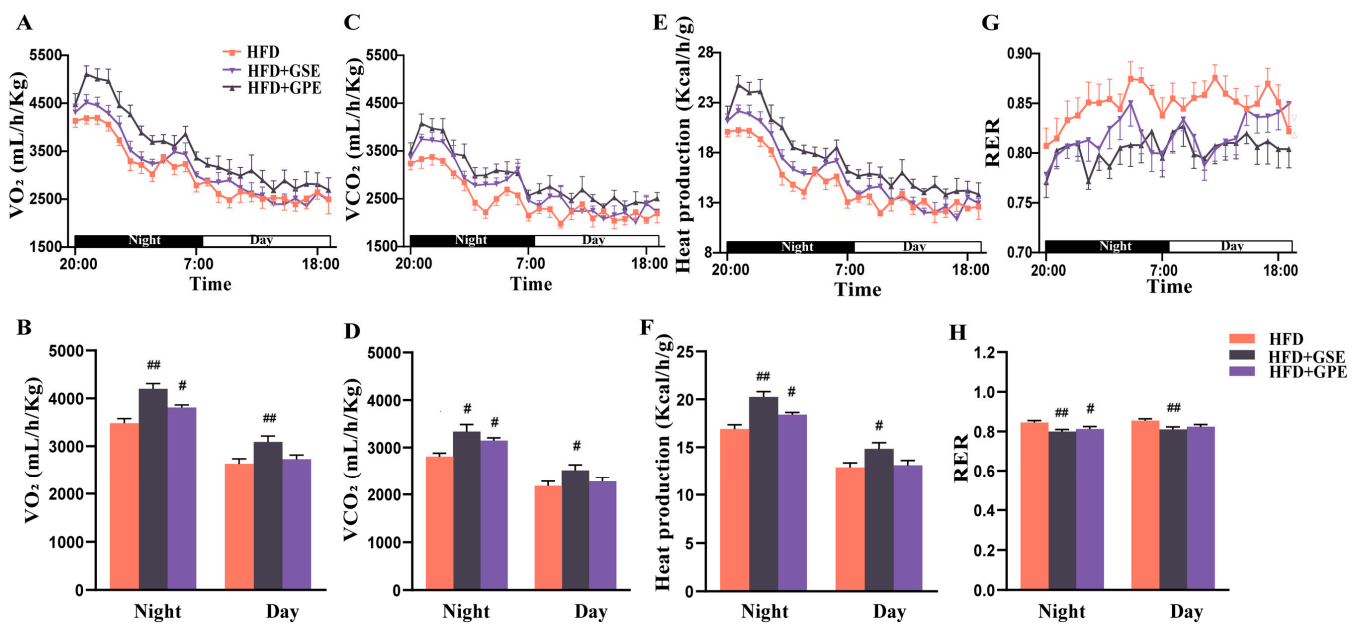 A
VO₂ (mL/h/Kg)
5500
4500
3500
2500
1500
HFD
HFD+GSE
HFD+GPE
Night
Day
20:00
7:00
18:00
Time
C
VCO₂ (mL/h/Kg)
5500
4500
3500
2500
1500
Night
Day
20:00
7:00
18:00
Time
E
Heat production (Kcal/h/g)
28
23
18
13
8
Night
Day
20:00
7:00
18:00
Time
G
RER
0.90
0.85
0.80
0.75
0.70
Night
Day
20:00
7:00
18:00
Time
B
VO₂ (mL/h/Kg)
5000
4000
3000
2000
1000
0
##
#
##
Night
Day
D
VCO₂ (mL/h/Kg)
5000
4000
3000
2000
1000
0
#
#
#
Night
Day
F
Heat production (Kcal/h/g)
25
20
15
10
5
0
##
#
#
Night
Day
H
RER
1.2
1.0
0.8
0.6
0.4
0.2
0.0
##
#
##
Night
Day
HFD
HFD+GSE
HFD+GPE